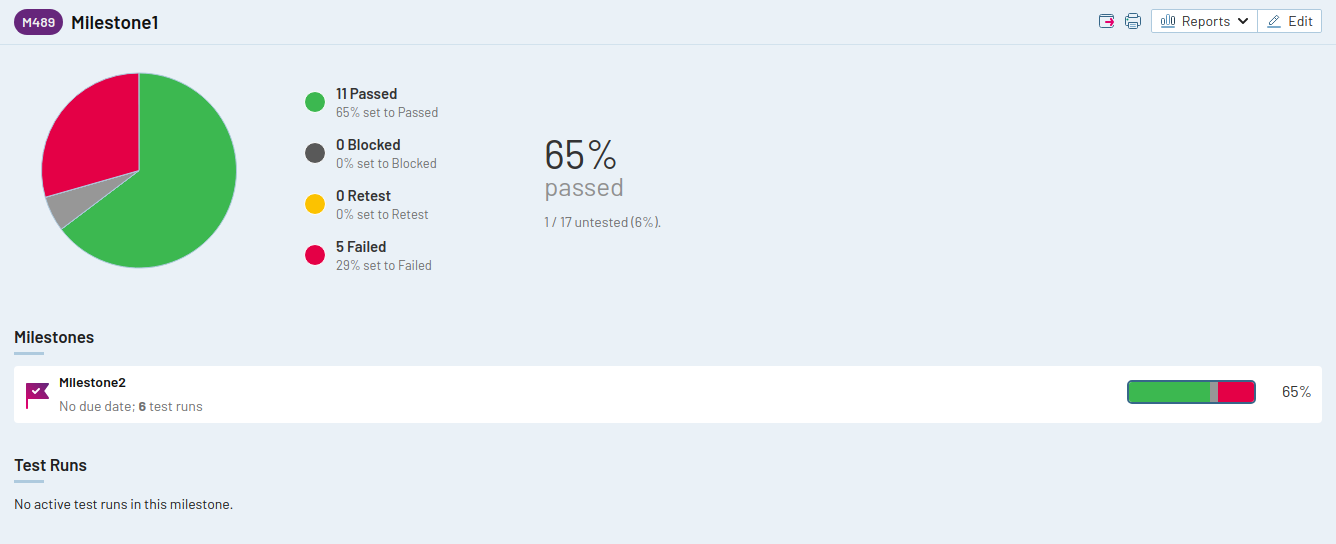 M489 Milestone1
Reports Edit
11 Passed
65% set to Passed
0 Blocked
0% set to Blocked
0 Retest
0% set to Retest
5 Failed
29% set to Failed
65%
passed
1 / 17 untested (6%).
Milestones
Milestone2
No due date; 6 test runs
65%
Test Runs
No active test runs in this milestone.